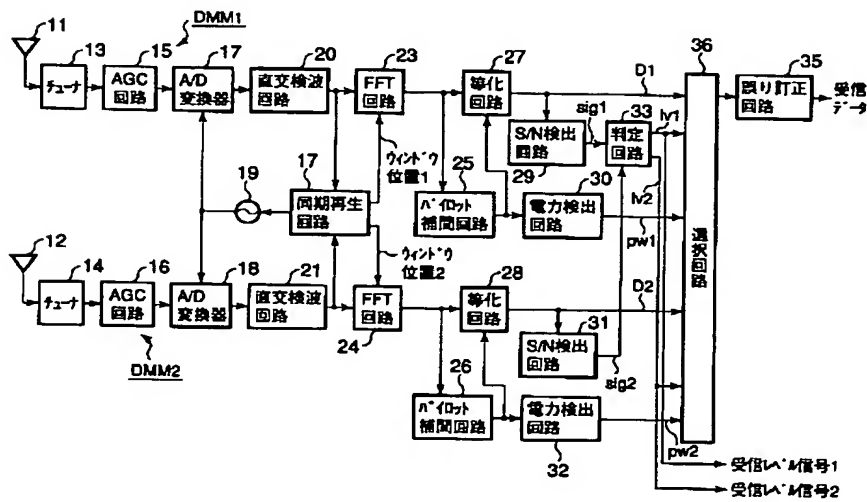 DMM1
11
13
チューナ
15
AGC
回路
17
A/D
変換器
20
直交検波
回路
23
FFT
回路
27
等化
回路
D1
36
選択回路
35
誤り訂正
回路
受信
データ
S/N検出
回路
29
sig1
33
判定
回路
lv1
lv2
ウィンドウ
位置1
17
同期再生
回路
19
25
パイロット
補間回路
30
電力検出
回路
pw1
ウィンドウ
位置2
12
14
チューナ
16
AGC
回路
18
A/D
変換器
21
直交検波
回路
FFT
回路
24
28
等化
回路
D2
31
S/N検出
回路
sig2
DMM2
26
パイロット
補間回路
電力検出
回路
32
pw2
受信レベル信号1
受信レベル信号2